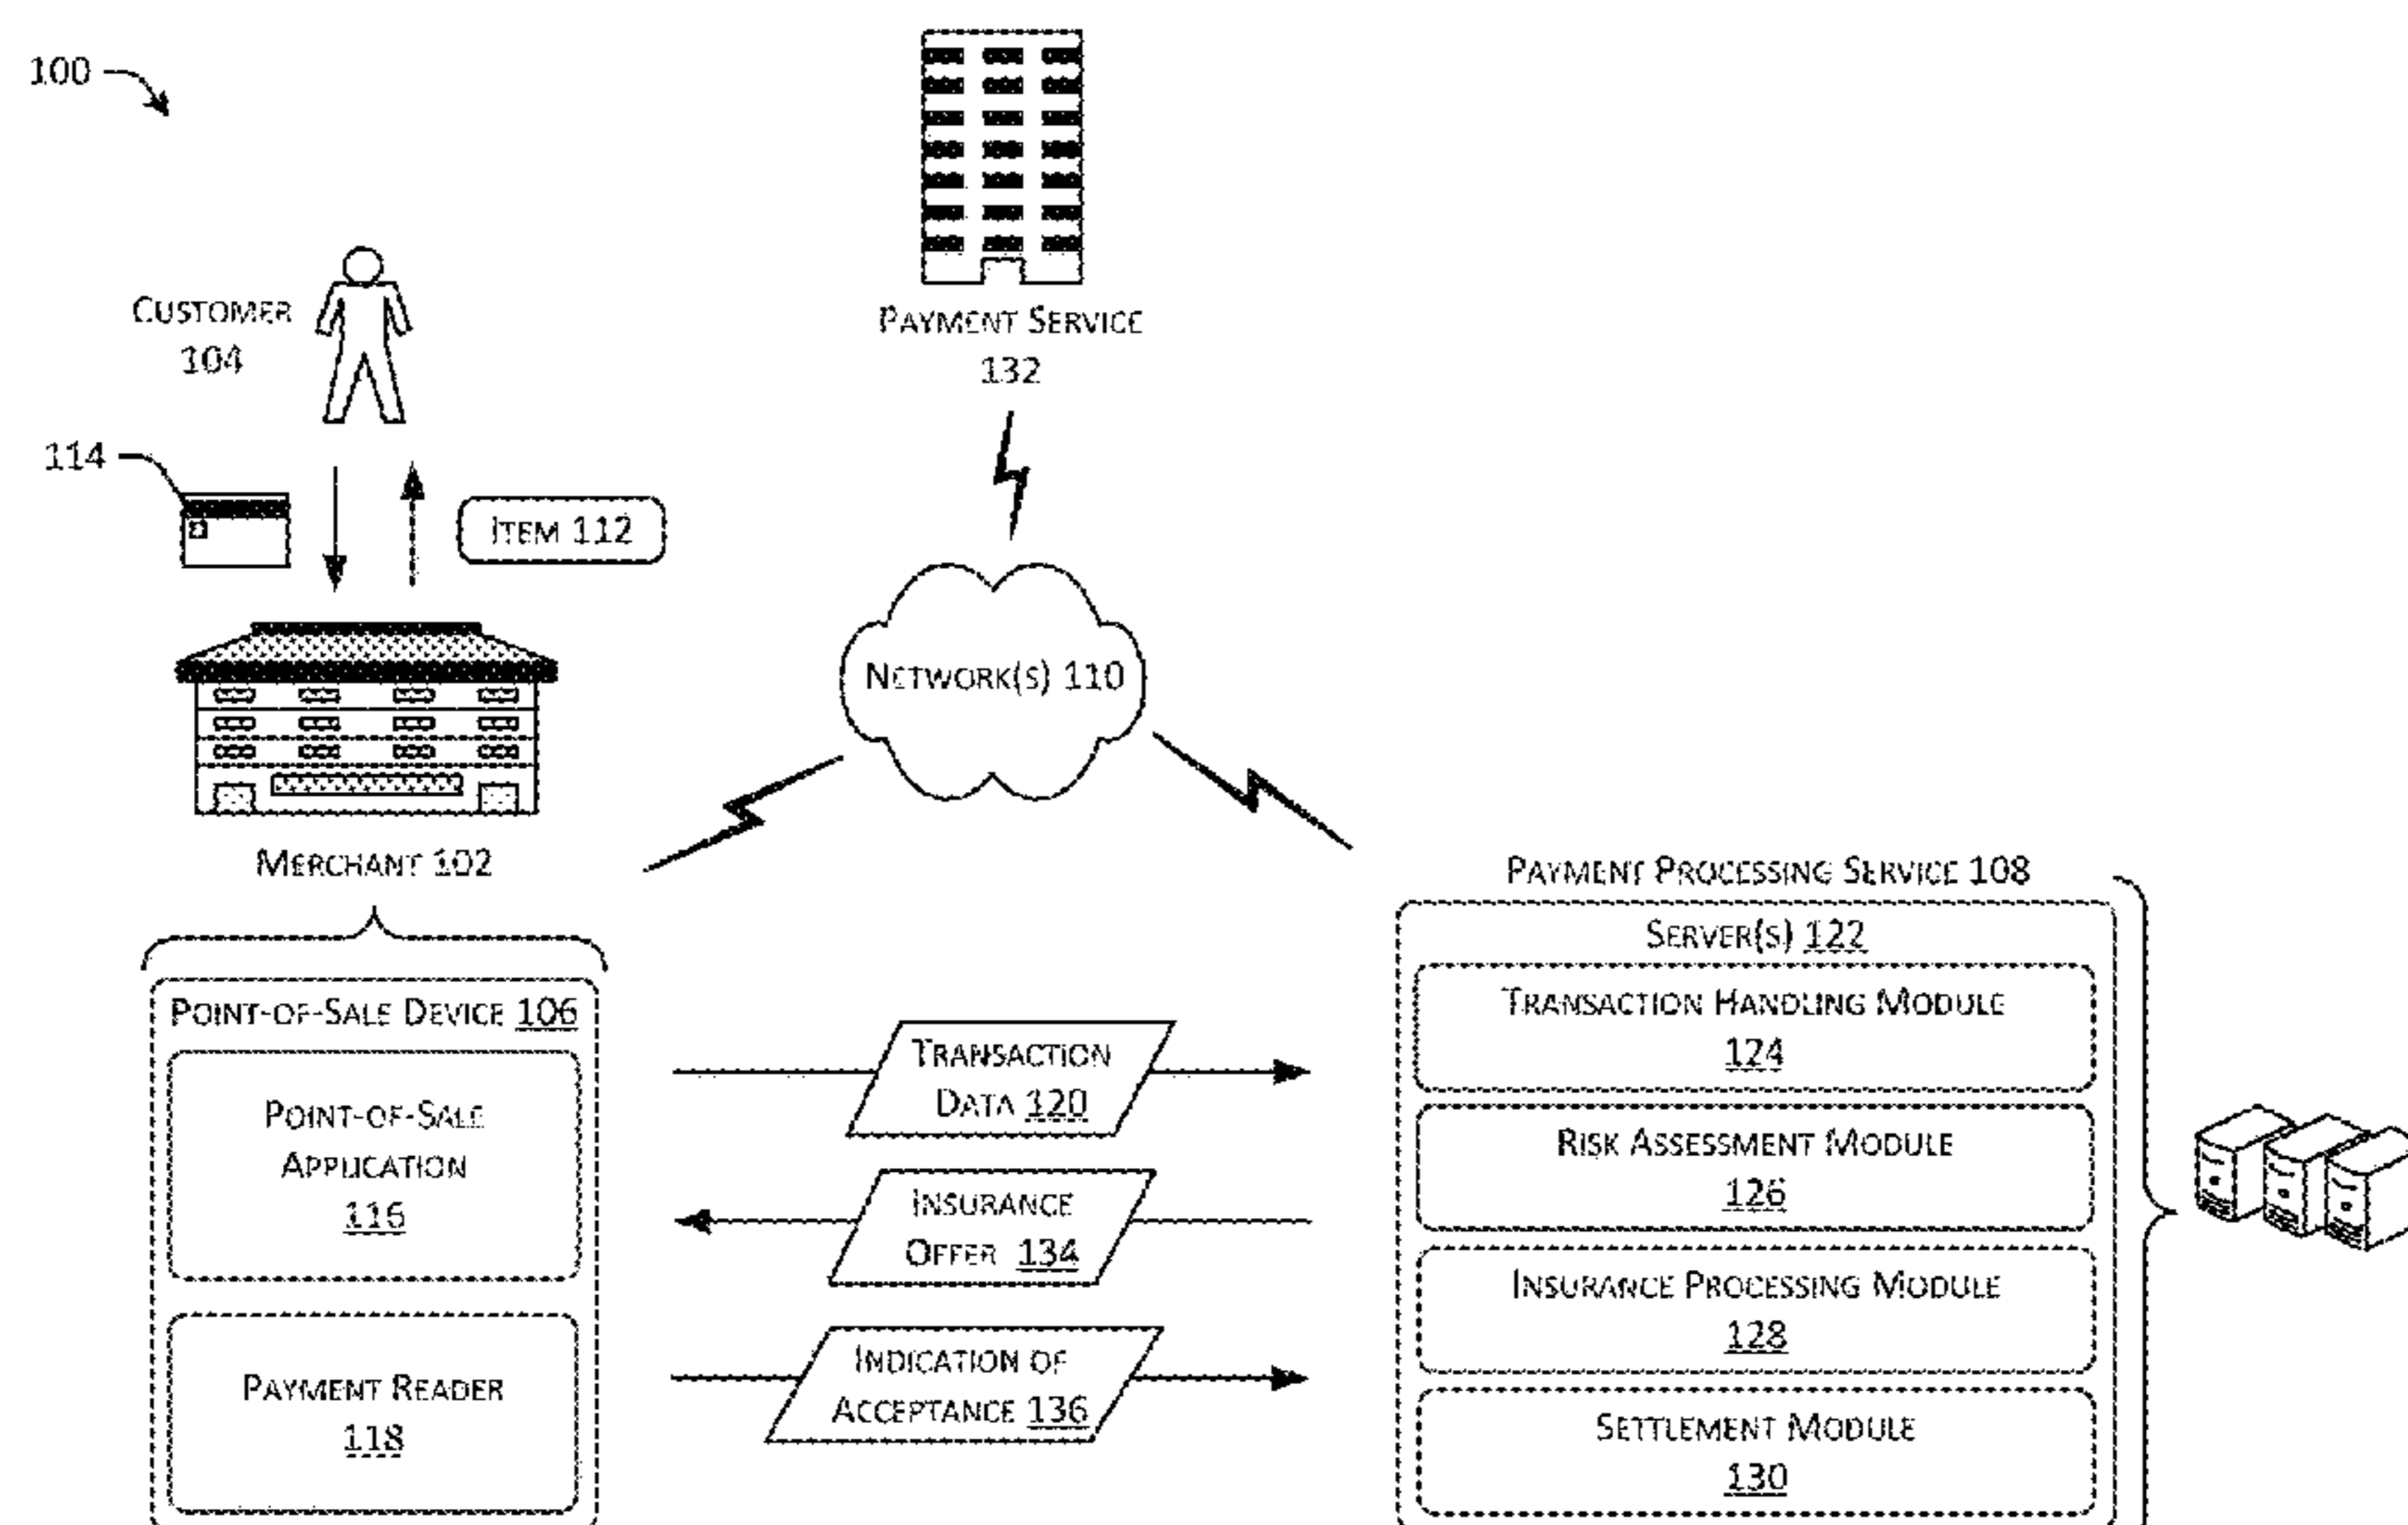 100
CUSTOMER
104
PAYMENT SERVICE
132
114
ITEM 112
NETWORK(S) 110
MERCHANT 102
PAYMENT PROCESSING SERVICE 108
SERVER(S) 122
TRANSACTION HANDLING MODULE
124
RISK ASSESSMENT MODULE
126
INSURANCE PROCESSING MODULE
128
SETTLEMENT MODULE
130
POINT-OF-SALE DEVICE 106
POINT-OF-SALE
APPLICATION
116
PAYMENT READER
118
TRANSACTION
DATA 120
INSURANCE
OFFER 134
INDICATION OF
ACCEPTANCE 136